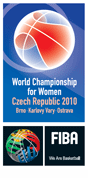 World Championship
for Women
Czech Republic 2010
Brno · Karlovy Vary · Ostrava
FIBA
We Are Basketball